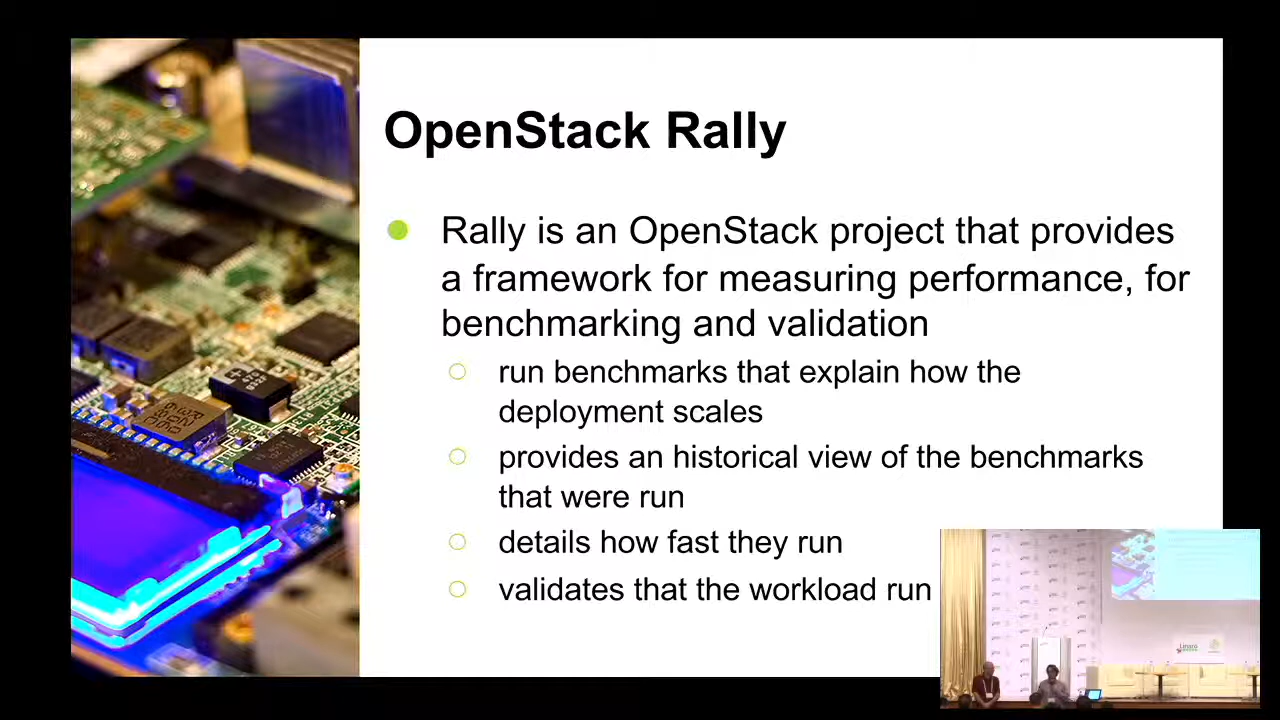 OpenStack Rally
Rally is an OpenStack project that provides
a framework for measuring performance, for
benchmarking and validation
run benchmarks that explain how the
deployment scales
provides an historical view of the benchmarks
that were run
details how fast they run
validates that the workload run
Linaro